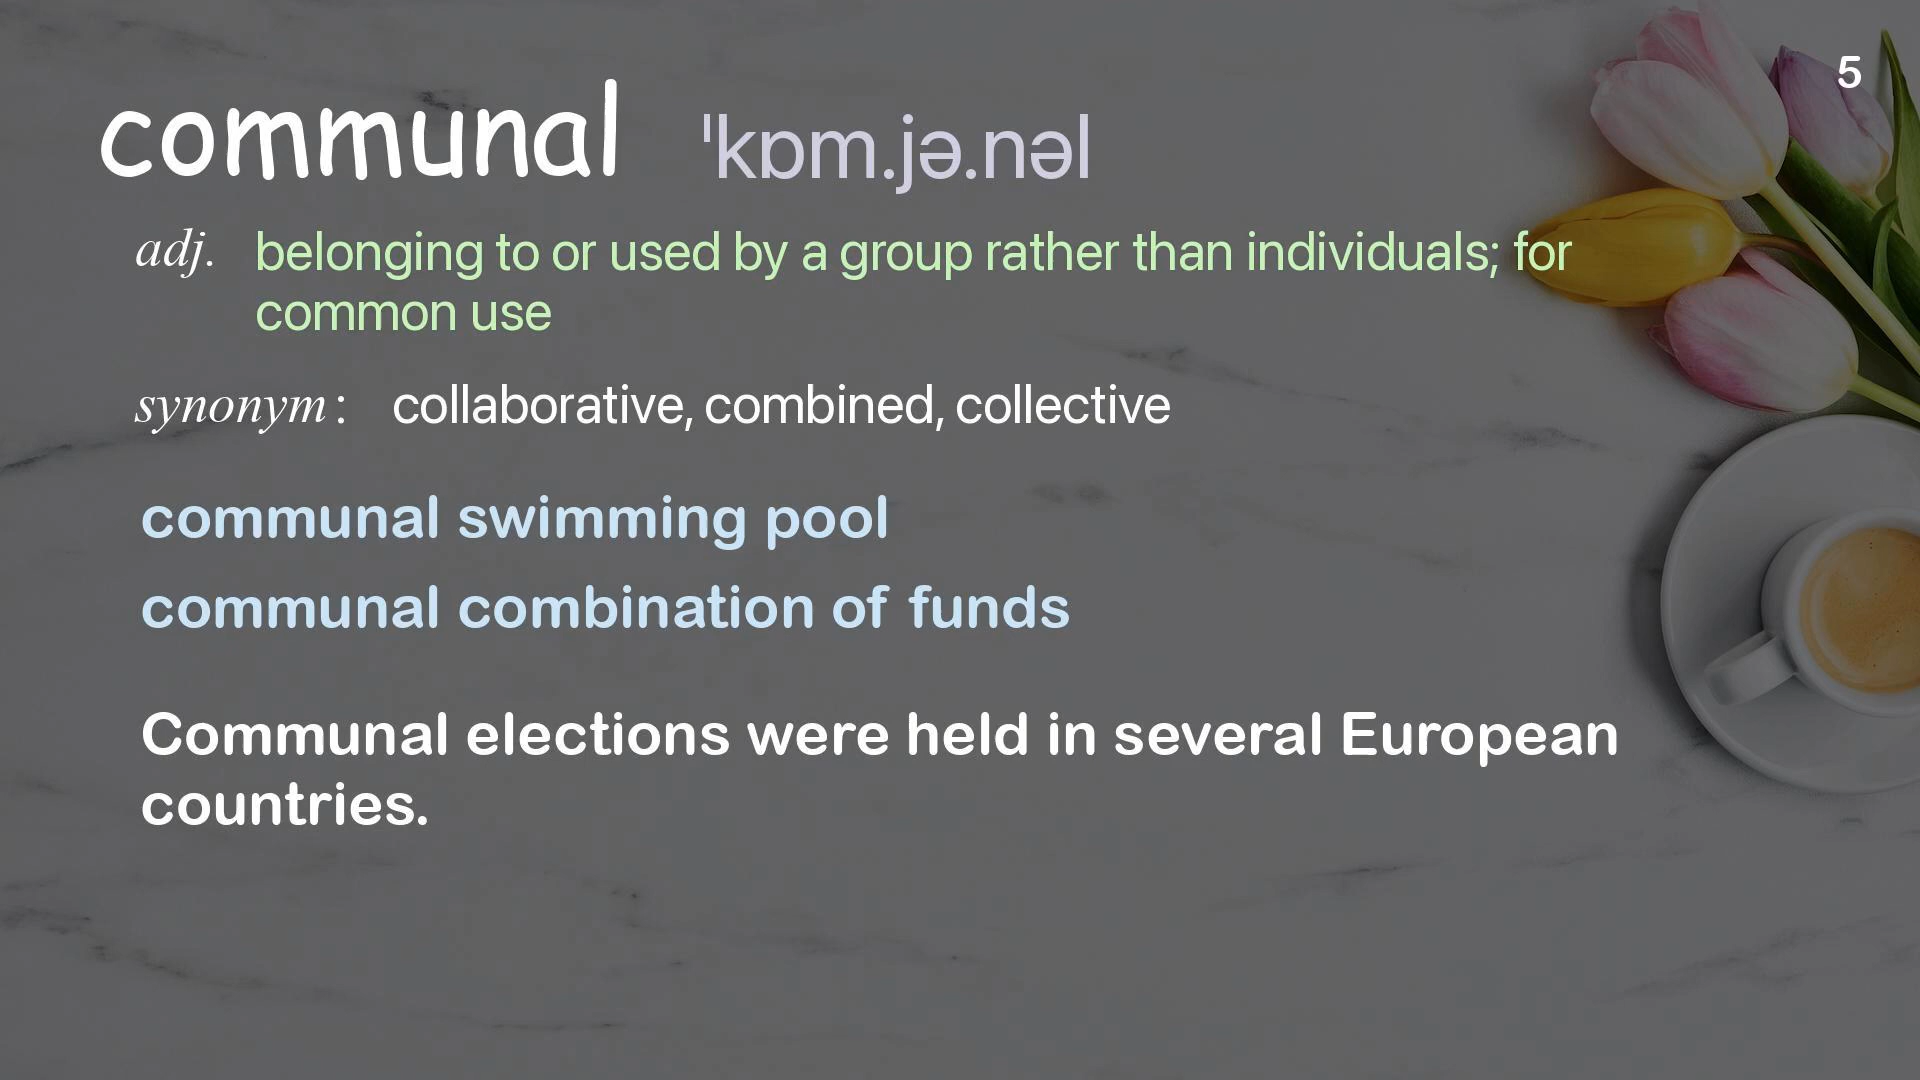 5
communal ˈkɒm.jə.nəl
adj. belonging to or used by a group rather than individuals; for
common use
synonym: collaborative, combined, collective
communal swimming pool
communal combination of funds
Communal elections were held in several European
countries.